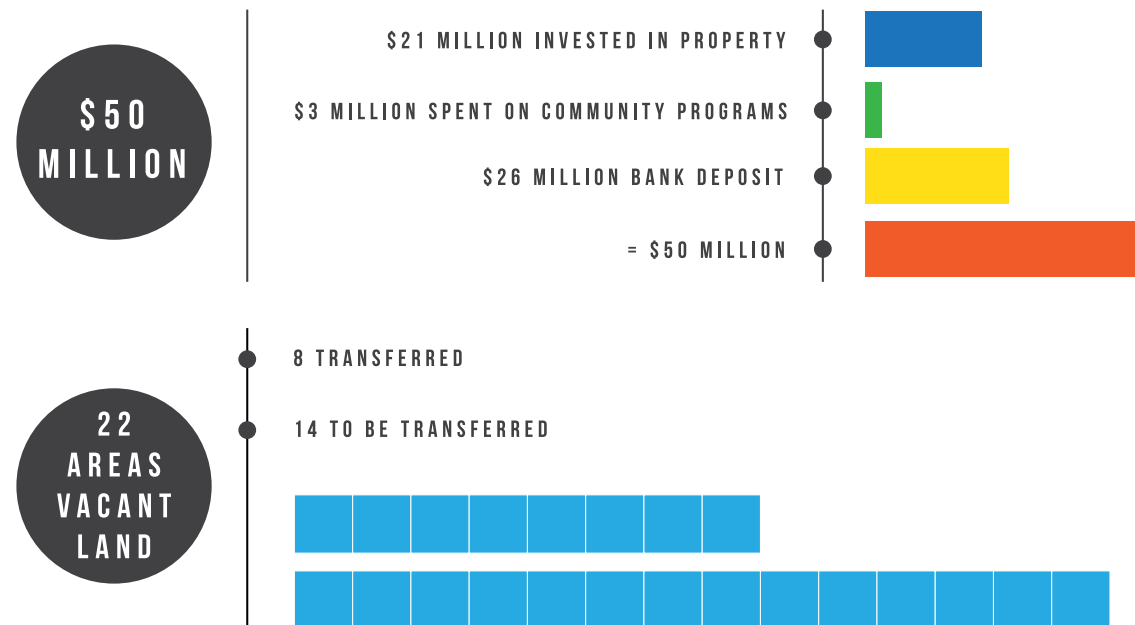 $50
MILLION
$21 MILLION INVESTED IN PROPERTY
$3 MILLION SPENT ON COMMUNITY PROGRAMS
$26 MILLION BANK DEPOSIT
= $50 MILLION
22
AREAS
VACANT
LAND
8 TRANSFERRED
14 TO BE TRANSFERRED